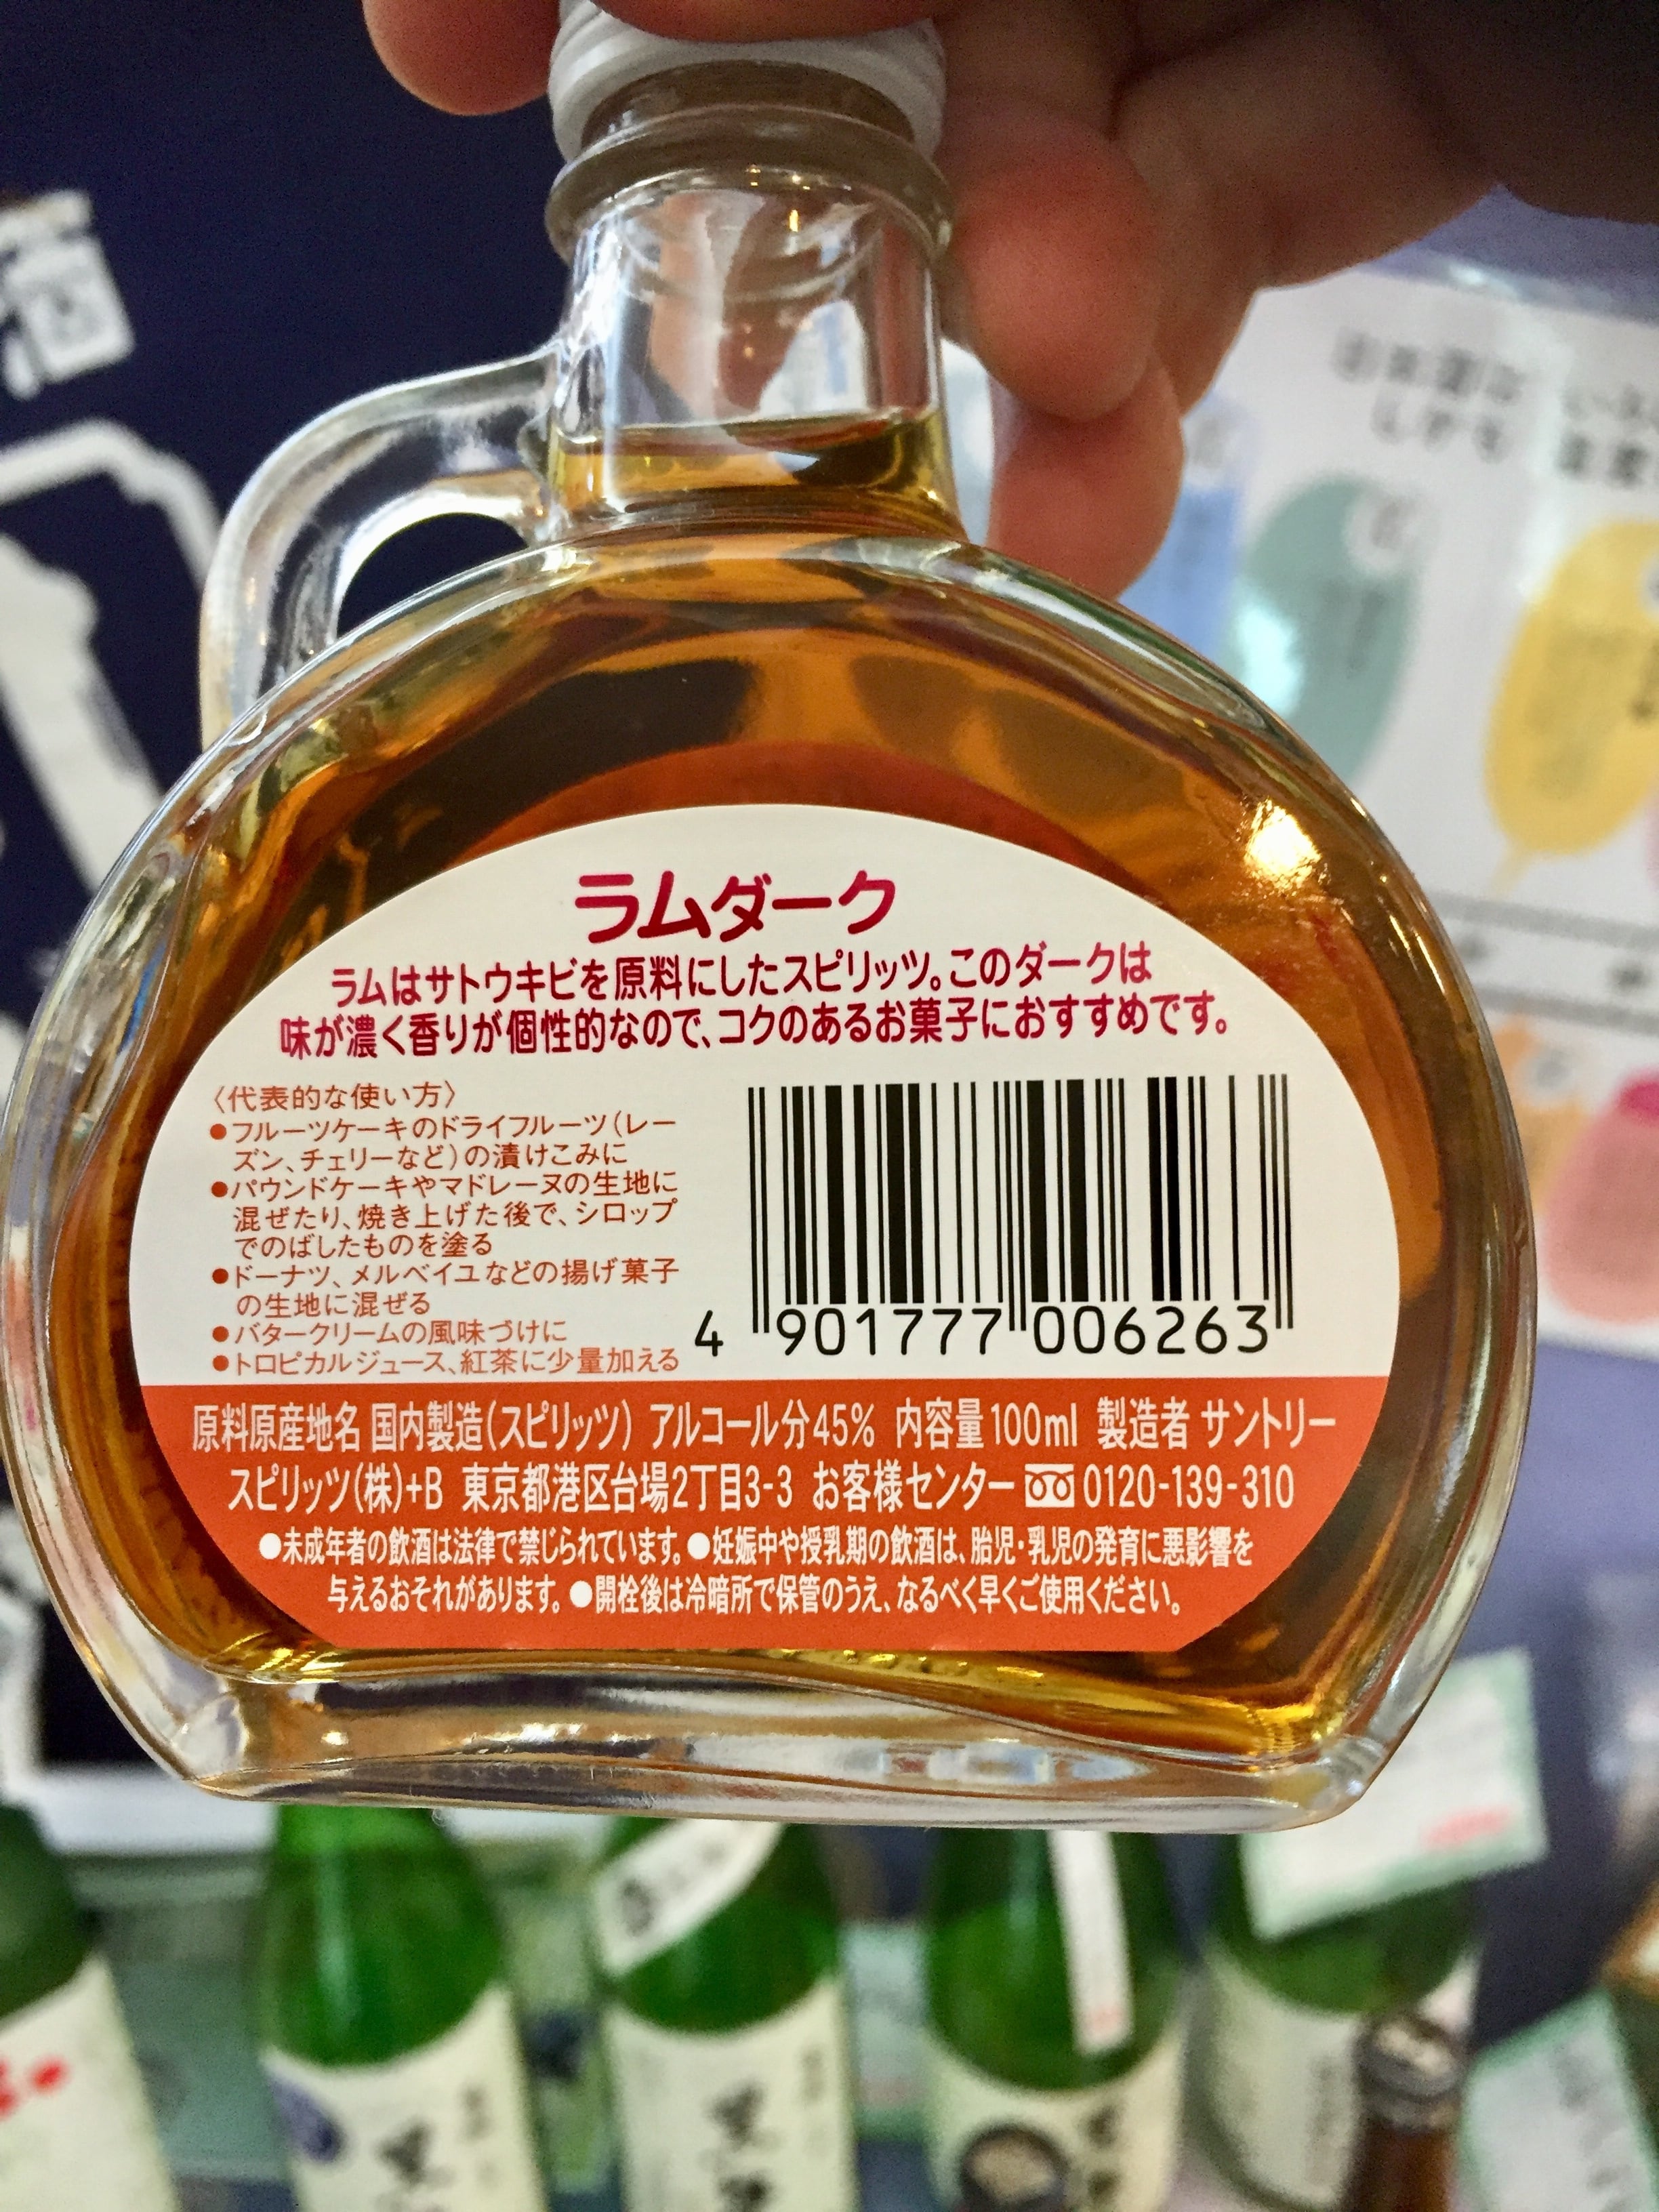 ラムダーク
ラムはサトウキビを原料にしたスピリッツ。このダークは
味が濃く香りが個性的なので、コクのあるお菓子におすすめです。
〈代表的な使い方〉
●フルーツケーキのドライフルーツ(レー
ズン、チェリーなど)の漬けこみに
●パウンドケーキやマドレーヌの生地に
混ぜたり、焼き上げた後で、シロップ
でのばしたものを塗る
●ドーナツ、メルベイユなどの揚げ菓子
の生地に混ぜる
●バタークリームの風味づけに
●トロピカルジュース、紅茶に少量加える
4 901777 006263
原料原産地名 国内製造(スピリッツ) アルコール分45% 内容量100ml 製造者 サントリー
スピリッツ(株)+B 東京都港区台場2丁目3-3 お客様センター 0120-139-310
●未成年者の飲酒は法律で禁じられています。●妊娠中や授乳期の飲酒は、胎児・乳児の発育に悪影響を
与えるおそれがあります。●開栓後は冷暗所で保管のうえ、なるべく早くご使用ください。
酒